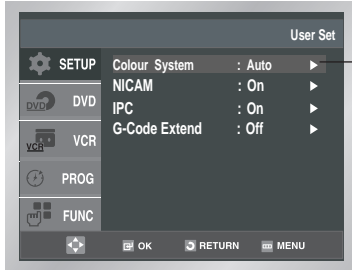 User Set
SETUP
DVD DVD
VCR VCR
PROG
FUNC
Colour System : Auto
NICAM : On
IPC : On
G-Code Extend : Off
OK RETURN MENU